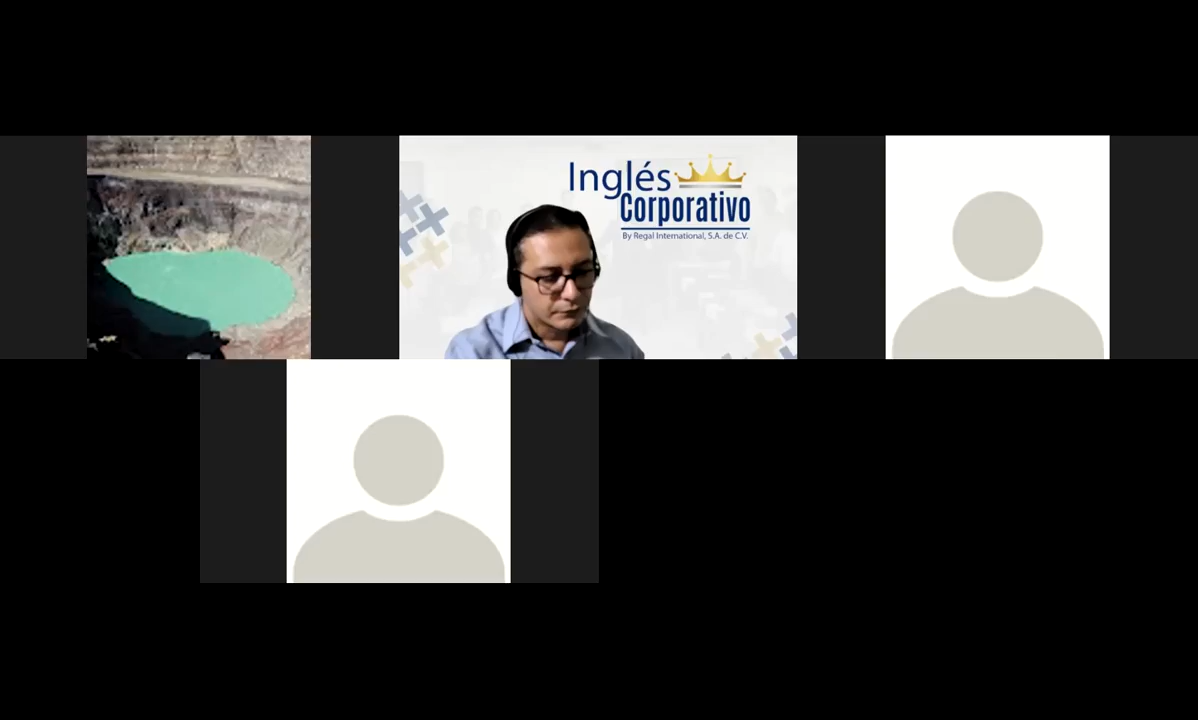 Inglés
Corporativo
By Regal International, S.A. de C.V.